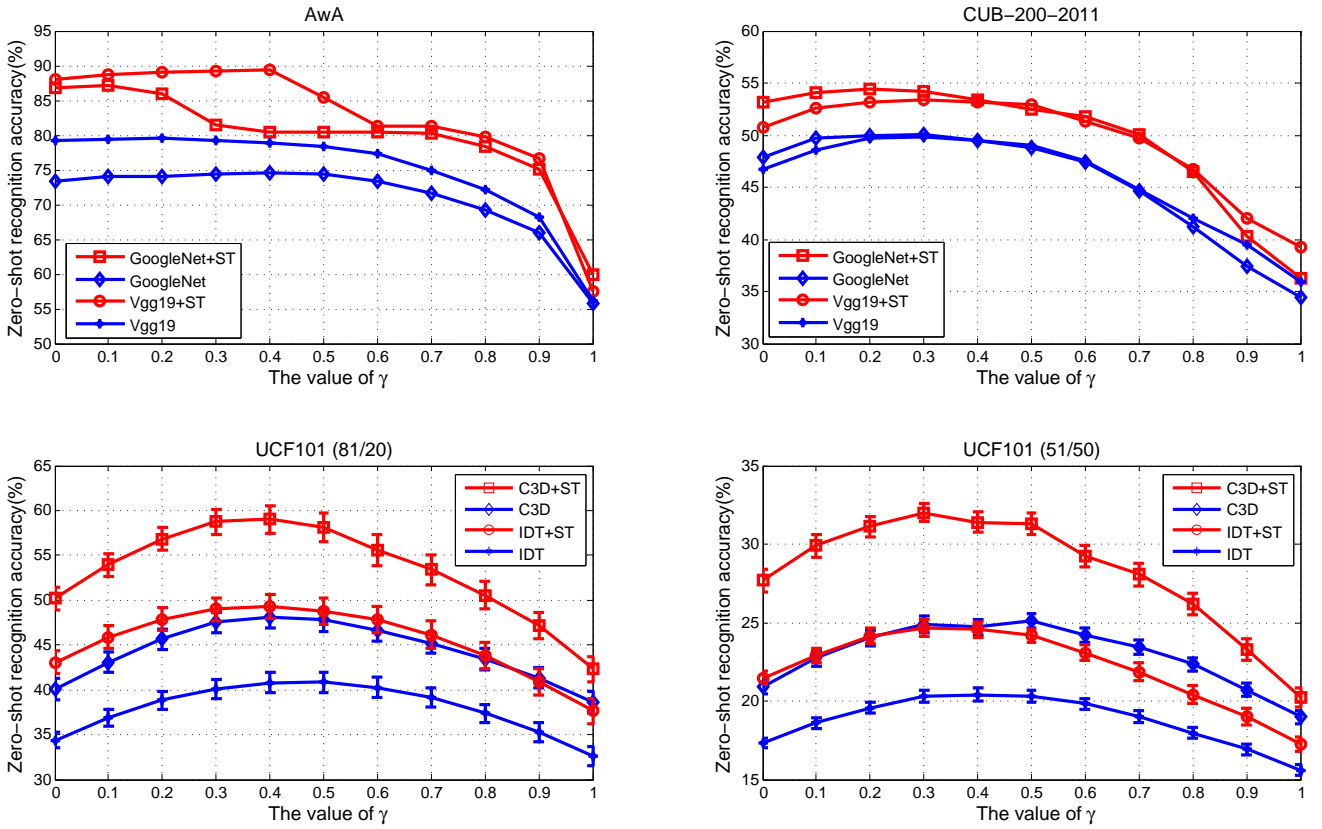 AwA
Zero-shot recognition accuracy(%)
95
90
85
80
75
70
65
60
55
50
GoogleNet+ST
GoogleNet
Vgg19+ST
Vgg19
0 0.1 0.2 0.3 0.4 0.5 0.6 0.7 0.8 0.9 1
The value of γ
CUB-200-2011
Zero-shot recognition accuracy(%)
60
55
50
45
40
35
30
GoogleNet+ST
GoogleNet
Vgg19+ST
Vgg19
0 0.1 0.2 0.3 0.4 0.5 0.6 0.7 0.8 0.9 1
The value of γ
UCF101 (81/20)
Zero-shot recognition accuracy(%)
65
60
55
50
45
40
35
30
C3D+ST
C3D
IDT+ST
IDT
0 0.1 0.2 0.3 0.4 0.5 0.6 0.7 0.8 0.9 1
The value of γ
UCF101 (51/50)
Zero-shot recognition accuracy(%)
35
30
25
20
15
C3D+ST
C3D
IDT+ST
IDT
0 0.1 0.2 0.3 0.4 0.5 0.6 0.7 0.8 0.9 1
The value of γ